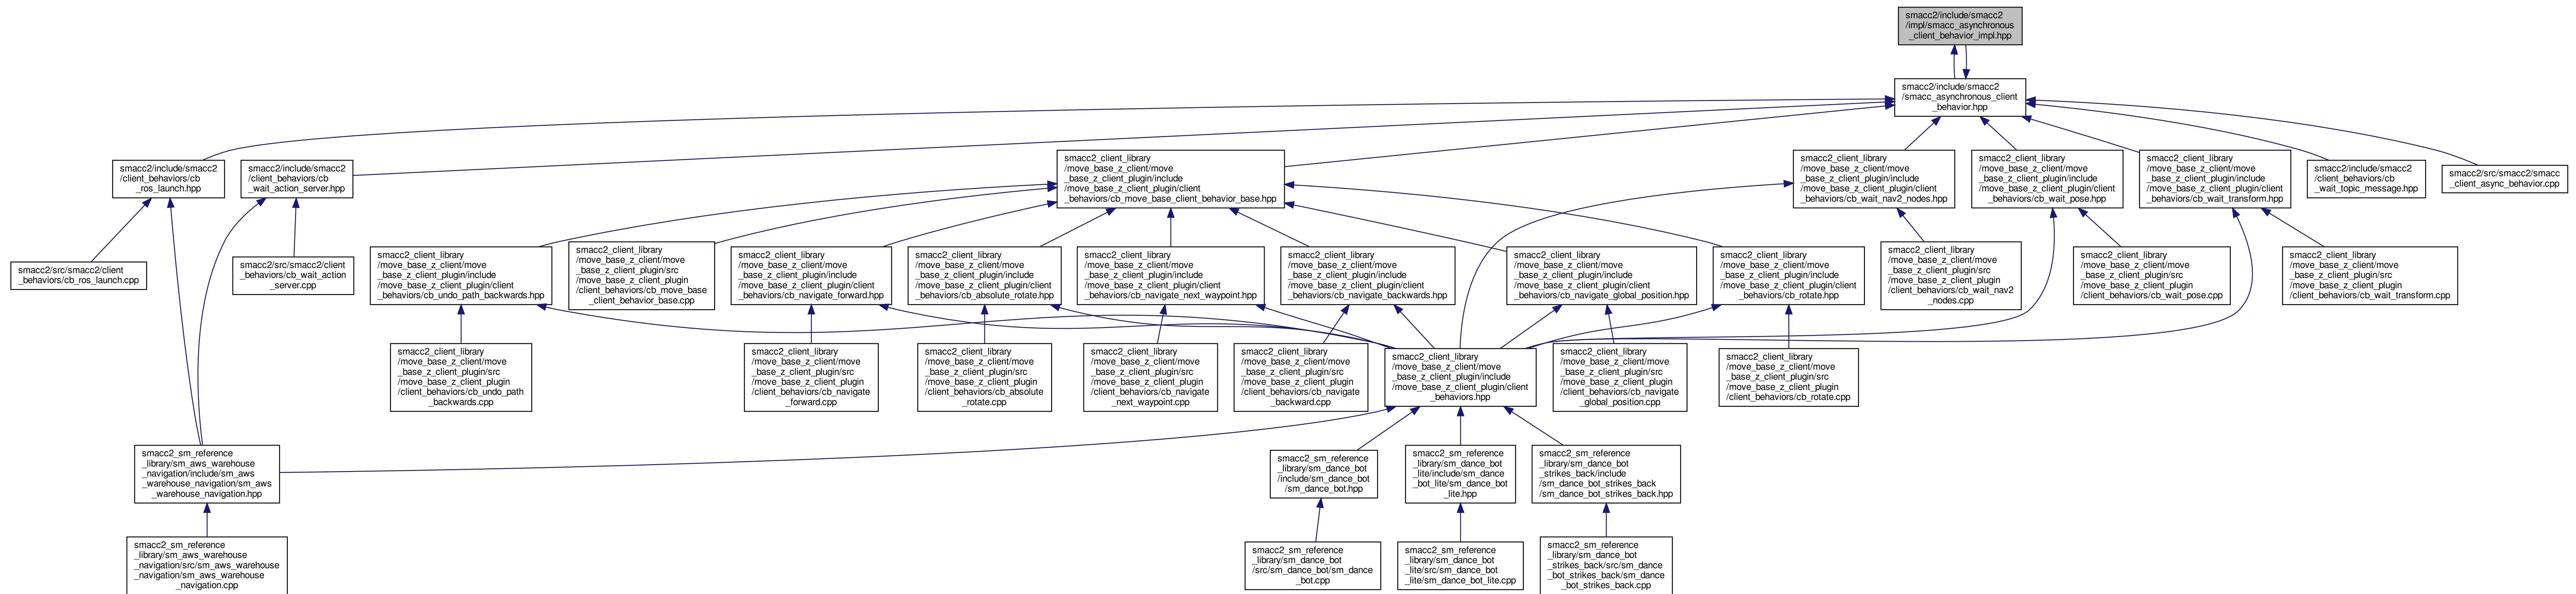 smacc2/include/smacc2
/impl/smacc_asynchronous
_client_behavior_impl.hpp
smacc2/include/smacc2
/smacc_asynchronous_client
_behavior.hpp
smacc2/include/smacc2
/client_behaviors/cb
_ros_launch.hpp
smacc2/include/smacc2
/client_behaviors/cb
_wait_action_server.hpp
smacc2_client_library
/move_base_z_client/move
_base_z_client_plugin/include
/move_base_z_client_plugin/client
_behaviors/cb_move_base_client_behavior_base.hpp
smacc2_client_library
/move_base_z_client/move
_base_z_client_plugin/include
/move_base_z_client_plugin/client
_behaviors/cb_wait_nav2_nodes.hpp
smacc2_client_library
/move_base_z_client/move
_base_z_client_plugin/include
/move_base_z_client_plugin/client
_behaviors/cb_wait_pose.hpp
smacc2_client_library
/move_base_z_client/move
_base_z_client_plugin/include
/move_base_z_client_plugin/client
_behaviors/cb_wait_transform.hpp
smacc2/include/smacc2
/client_behaviors/cb
_wait_topic_message.hpp
smacc2/src/smacc2/smacc
_client_async_behavior.cpp
smacc2/src/smacc2/client
_behaviors/cb_ros_launch.cpp
smacc2/src/smacc2/client
_behaviors/cb_wait_action
_server.cpp
smacc2_client_library
/move_base_z_client/move
_base_z_client_plugin/include
/move_base_z_client_plugin/client
_behaviors/cb_undo_path_backwards.hpp
smacc2_client_library
/move_base_z_client/move
_base_z_client_plugin/src
/move_base_z_client_plugin
/client_behaviors/cb_move_base
_client_behavior_base.cpp
smacc2_client_library
/move_base_z_client/move
_base_z_client_plugin/include
/move_base_z_client_plugin/client
_behaviors/cb_navigate_forward.hpp
smacc2_client_library
/move_base_z_client/move
_base_z_client_plugin/include
/move_base_z_client_plugin/client
_behaviors/cb_absolute_rotate.hpp
smacc2_client_library
/move_base_z_client/move
_base_z_client_plugin/include
/move_base_z_client_plugin/client
_behaviors/cb_navigate_next_waypoint.hpp
smacc2_client_library
/move_base_z_client/move
_base_z_client_plugin/include
/move_base_z_client_plugin/client
_behaviors/cb_navigate_backwards.hpp
smacc2_client_library
/move_base_z_client/move
_base_z_client_plugin/include
/move_base_z_client_plugin/client
_behaviors/cb_navigate_global_position.hpp
smacc2_client_library
/move_base_z_client/move
_base_z_client_plugin/include
/move_base_z_client_plugin/client
_behaviors/cb_rotate.hpp
smacc2_client_library
/move_base_z_client/move
_base_z_client_plugin/src
/move_base_z_client_plugin
/client_behaviors/cb_wait_nav2
_nodes.cpp
smacc2_client_library
/move_base_z_client/move
_base_z_client_plugin/src
/move_base_z_client_plugin
/client_behaviors/cb_wait_pose.cpp
smacc2_client_library
/move_base_z_client/move
_base_z_client_plugin/src
/move_base_z_client_plugin
/client_behaviors/cb_wait_transform.cpp
smacc2_client_library
/move_base_z_client/move
_base_z_client_plugin/src
/move_base_z_client_plugin
/client_behaviors/cb_undo_path
_backwards.cpp
smacc2_client_library
/move_base_z_client/move
_base_z_client_plugin/src
/move_base_z_client_plugin
/client_behaviors/cb_navigate
_forward.cpp
smacc2_client_library
/move_base_z_client/move
_base_z_client_plugin/src
/move_base_z_client_plugin
/client_behaviors/cb_absolute
_rotate.cpp
smacc2_client_library
/move_base_z_client/move
_base_z_client_plugin/src
/move_base_z_client_plugin
/client_behaviors/cb_navigate
_next_waypoint.cpp
smacc2_client_library
/move_base_z_client/move
_base_z_client_plugin/src
/move_base_z_client_plugin
/client_behaviors/cb_navigate
_backward.cpp
smacc2_client_library
/move_base_z_client/move
_base_z_client_plugin/include
/move_base_z_client_plugin/client
_behaviors.hpp
smacc2_client_library
/move_base_z_client/move
_base_z_client_plugin/src
/move_base_z_client_plugin
/client_behaviors/cb_navigate
_global_position.cpp
smacc2_client_library
/move_base_z_client/move
_base_z_client_plugin/src
/move_base_z_client_plugin
/client_behaviors/cb_rotate.cpp
smacc2_sm_reference
_library/sm_aws_warehouse
_navigation/include/sm_aws
_warehouse_navigation/sm_aws
_warehouse_navigation.hpp
smacc2_sm_reference
_library/sm_dance_bot
/include/sm_dance_bot
/sm_dance_bot.hpp
smacc2_sm_reference
_library/sm_dance_bot
_lite/include/sm_dance
_bot_lite/sm_dance_bot
_lite.hpp
smacc2_sm_reference
_library/sm_dance_bot
_strikes_back/include
/sm_dance_bot_strikes_back
/sm_dance_bot_strikes_back.hpp
smacc2_sm_reference
_library/sm_aws_warehouse
_navigation/src/sm_aws_warehouse
_navigation/sm_aws_warehouse
_navigation.cpp
smacc2_sm_reference
_library/sm_dance_bot
/src/sm_dance_bot/sm_dance
_bot.cpp
smacc2_sm_reference
_library/sm_dance_bot
_lite/src/sm_dance_bot
_lite/sm_dance_bot_lite.cpp
smacc2_sm_reference
_library/sm_dance_bot
_strikes_back/src/sm_dance
_bot_strikes_back/sm_dance
_bot_strikes_back.cpp